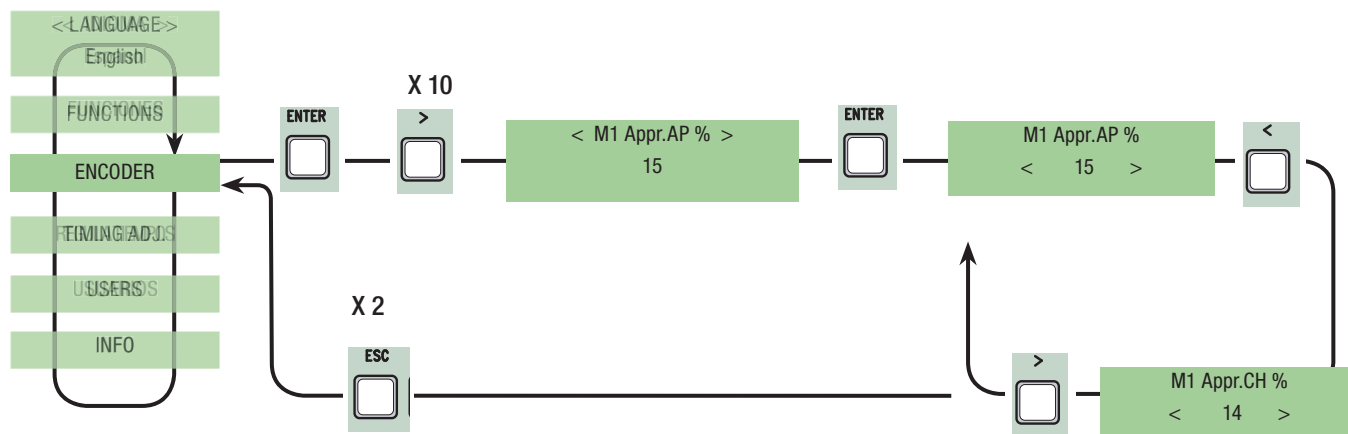 << LANGUAGE >>
English
FUNCTIONS
ENCODER
TIMING ADJ.
USERS
INFO
ENTER
X 10
>
< M1 Appr.AP % >
15
ENTER
M1 Appr.AP %
< 15 >
<
X 2
ESC
>
M1 Appr.CH %
< 14 >